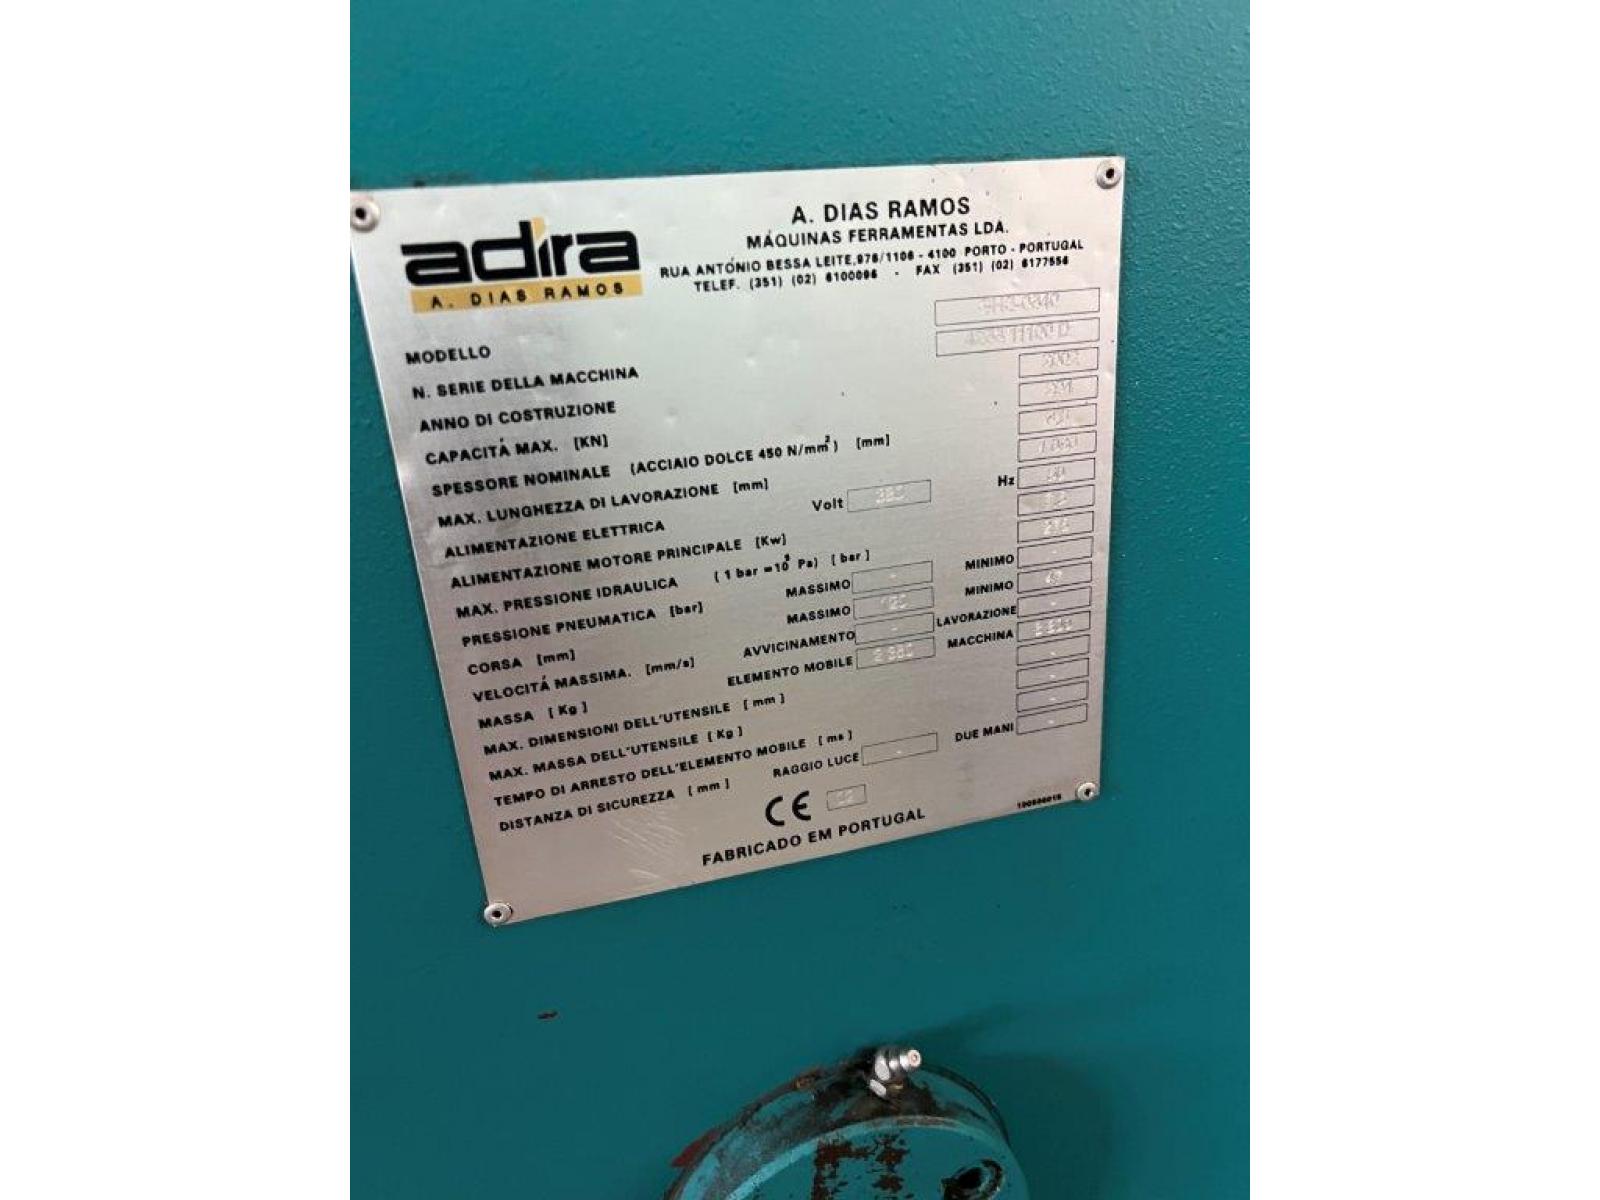 adira
A. DIAS RAMOS
A. DIAS RAMOS
MÁQUINAS FERRAMENTAS LDA.
RUA ANTÓNIO BESSA LEITE,976/1106 - 4100 PORTO - PORTUGAL
TELEF. (351) (02) 6100096 - FAX (351) (02) 6177556
MODELLO
N. SERIE DELLA MACCHINA
ANNO DI COSTRUZIONE
CAPACITÁ MAX. [KN]
SPESSORE NOMINALE (ACCIAIO DOLCE 450 N/mm²) [mm]
MAX. LUNGHEZZA DI LAVORAZIONE [mm]
ALIMENTAZIONE ELETTRICA Volt 380 Hz
ALIMENTAZIONE MOTORE PRINCIPALE [Kw]
MAX. PRESSIONE IDRAULICA (1 bar =10⁵ Pa) [bar]
PRESSIONE PNEUMATICA [bar] MASSIMO - MINIMO -
CORSA [mm] MASSIMO MINIMO
VELOCITÁ MASSIMA. [mm/s] AVVICINAMENTO - LAVORAZIONE -
MASSA [Kg] ELEMENTO MOBILE MACCHINA
MAX. DIMENSIONI DELL'UTENSILE [mm] -
MAX. MASSA DELL'UTENSILE [Kg] -
TEMPO DI ARRESTO DELL'ELEMENTO MOBILE [ms] -
DISTANZA DI SICUREZZA [mm] RAGGIO LUCE - DUE MANI -
CE
FABRICADO EM PORTUGAL